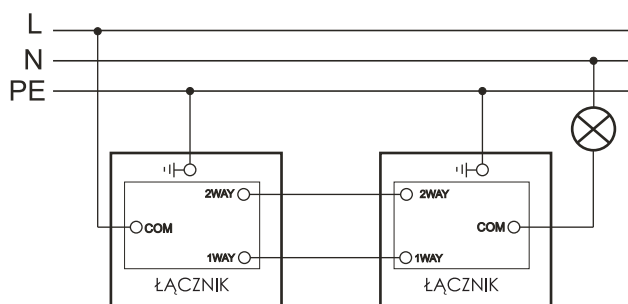 L
N
PE
2WAY 2WAY
COM COM
1WAY 1WAY
ŁĄCZNIK ŁĄCZNIK